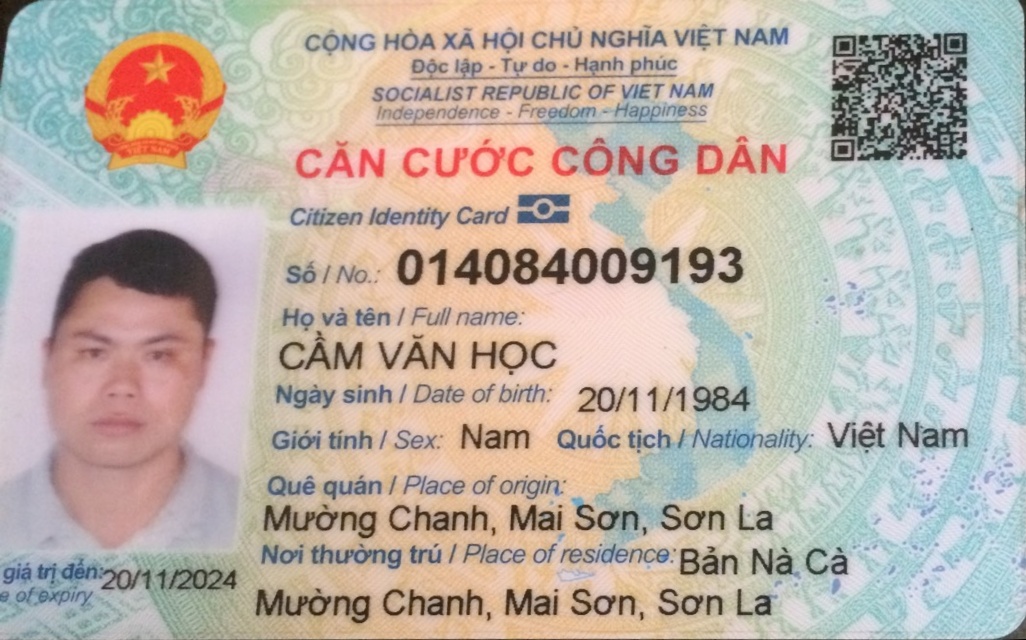 CỘNG HÒA XÃ HỘI CHỦ NGHĨA VIỆT NAM
Độc lập - Tự do - Hạnh phúc
SOCIALIST REPUBLIC OF VIET NAM
Independence - Freedom - Happiness
CĂN CƯỚC CÔNG DÂN
Citizen Identity Card
Số / No.: 014084009193
Họ và tên / Full name:
CẦM VĂN HỌC
Ngày sinh / Date of birth: 20/11/1984
Giới tính / Sex: Nam Quốc tịch / Nationality: Việt Nam
Quê quán / Place of origin:
Mường Chanh, Mai Sơn, Sơn La
Nơi thường trú / Place of residence: Bản Nà Cà
Mường Chanh, Mai Sơn, Sơn La
giá trị đến: 20/11/2024
e of expiry
VIỆT NAM